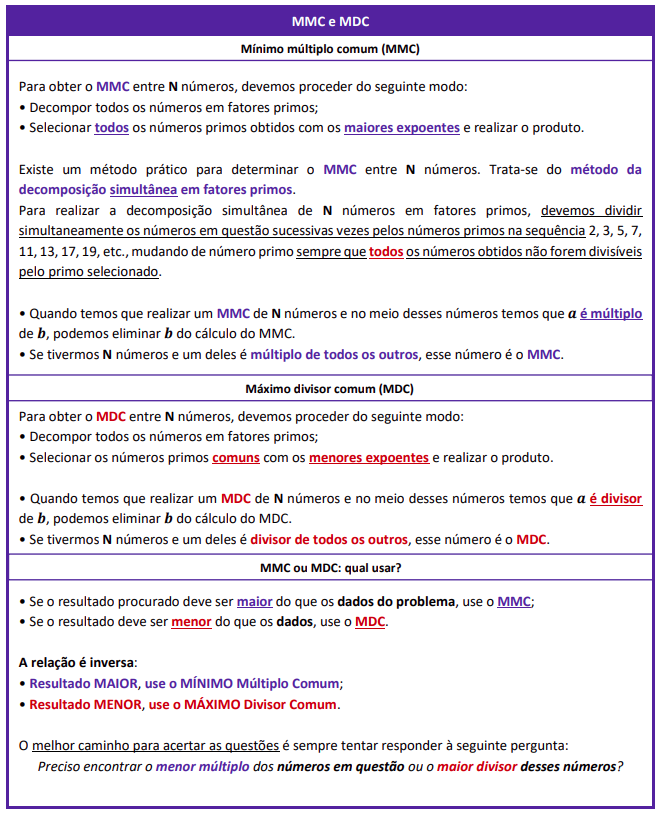 MMC e MDC
Mínimo múltiplo comum (MMC)
Para obter o MMC entre N números, devemos proceder do seguinte modo:
• Decompor todos os números em fatores primos;
• Selecionar todos os números primos obtidos com os maiores expoentes e realizar o produto.
Existe um método prático para determinar o MMC entre N números. Trata-se do método da
decomposição simultânea em fatores primos.
Para realizar a decomposição simultânea de N números em fatores primos, devemos dividir
simultaneamente os números em questão sucessivas vezes pelos números primos na sequência 2, 3, 5, 7,
11, 13, 17, 19, etc., mudando de número primo sempre que todos os números obtidos não forem divisíveis
pelo primo selecionado.
• Quando temos que realizar um MMC de N números e no meio desses números temos que a é múltiplo
de b, podemos eliminar b do cálculo do MMC.
• Se tivermos N números e um deles é múltiplo de todos os outros, esse número é o MMC.
Máximo divisor comum (MDC)
Para obter o MDC entre N números, devemos proceder do seguinte modo:
• Decompor todos os números em fatores primos;
• Selecionar os números primos comuns com os menores expoentes e realizar o produto.
• Quando temos que realizar um MDC de N números e no meio desses números temos que a é divisor
de b, podemos eliminar b do cálculo do MDC.
• Se tivermos N números e um deles é divisor de todos os outros, esse número é o MDC.
MMC ou MDC: qual usar?
• Se o resultado procurado deve ser maior do que os dados do problema, use o MMC;
• Se o resultado deve ser menor do que os dados, use o MDC.
A relação é inversa:
• Resultado MAIOR, use o MÍNIMO Múltiplo Comum;
• Resultado MENOR, use o MÁXIMO Divisor Comum.
O melhor caminho para acertar as questões é sempre tentar responder à seguinte pergunta:
Preciso encontrar o menor múltiplo dos números em questão ou o maior divisor desses números?